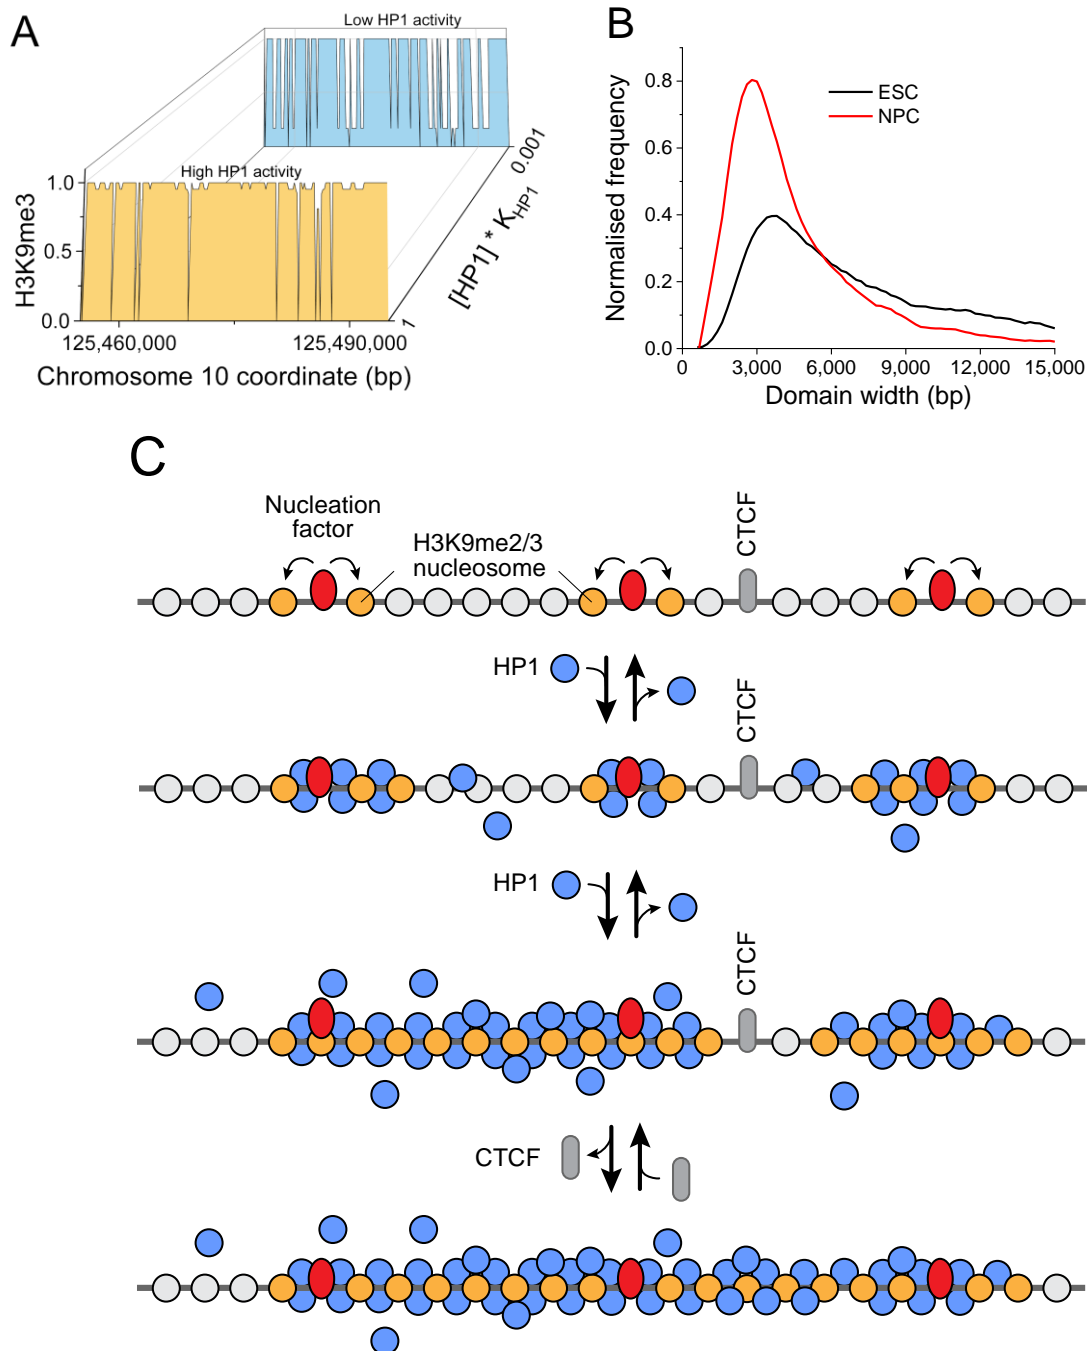 A
Low HP1 activity
High HP1 activity
H3K9me3
1.0
0.5
0.0
125,460,000
125,490,000
Chromosome 10 coordinate (bp)
0.001
1
[HP1] * K_HP1
B
Normalised frequency
0.8
0.6
0.4
0.2
0.0
ESC
NPC
0
3,000
6,000
9,000
12,000
15,000
Domain width (bp)
C
Nucleation
factor
H3K9me2/3
nucleosome
CTCF
HP1
CTCF
HP1
CTCF
CTCF